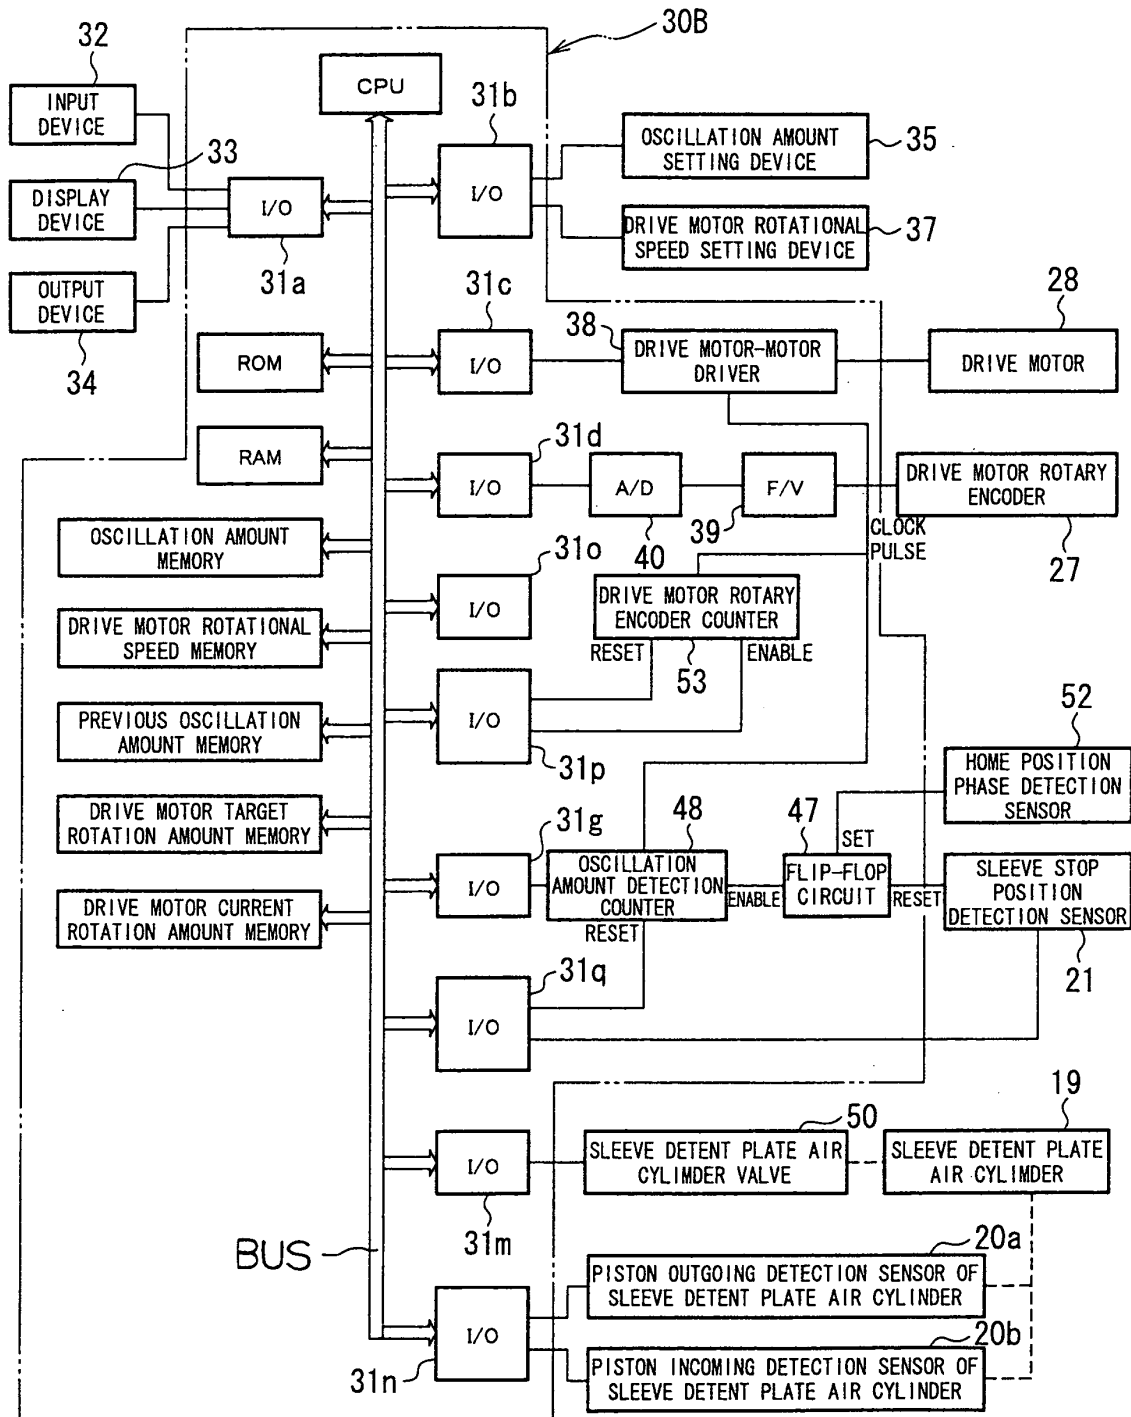 30B
32
INPUT
DEVICE
33
DISPLAY
DEVICE
OUTPUT
DEVICE
34
CPU
I/O
31a
31b
I/O
OSCILLATION AMOUNT
SETTING DEVICE
35
DRIVE MOTOR ROTATIONAL
SPEED SETTING DEVICE
37
ROM
31c
I/O
38
DRIVE MOTOR-MOTOR
DRIVER
28
DRIVE MOTOR
RAM
31d
I/O
A/D
40
F/V
39
DRIVE MOTOR ROTARY
ENCODER
27
CLOCK
PULSE
OSCILLATION AMOUNT
MEMORY
31o
I/O
DRIVE MOTOR ROTARY
ENCODER COUNTER
RESET
53
ENABLE
DRIVE MOTOR ROTATIONAL
SPEED MEMORY
PREVIOUS OSCILLATION
AMOUNT MEMORY
I/O
31p
52
HOME POSITION
PHASE DETECTION
SENSOR
DRIVE MOTOR TARGET
ROTATION AMOUNT MEMORY
31g
I/O
48
OSCILLATION
AMOUNT DETECTION
COUNTER
RESET
ENABLE
47
SET
FLIP-FLOP
CIRCUIT
RESET
SLEEVE STOP
POSITION
DETECTION SENSOR
21
DRIVE MOTOR CURRENT
ROTATION AMOUNT MEMORY
31q
I/O
I/O
31m
50
SLEEVE DETENT PLATE AIR
CYLIMDER VALVE
19
SLEEVE DETENT PLATE
AIR CYLIMDER
BUS
I/O
31n
20a
PISTON OUTGOING DETECTION SENSOR OF
SLEEVE DETENT PLATE AIR CYLINDER
20b
PISTON INCOMING DETECTION SENSOR OF
SLEEVE DETENT PLATE AIR CYLINDER